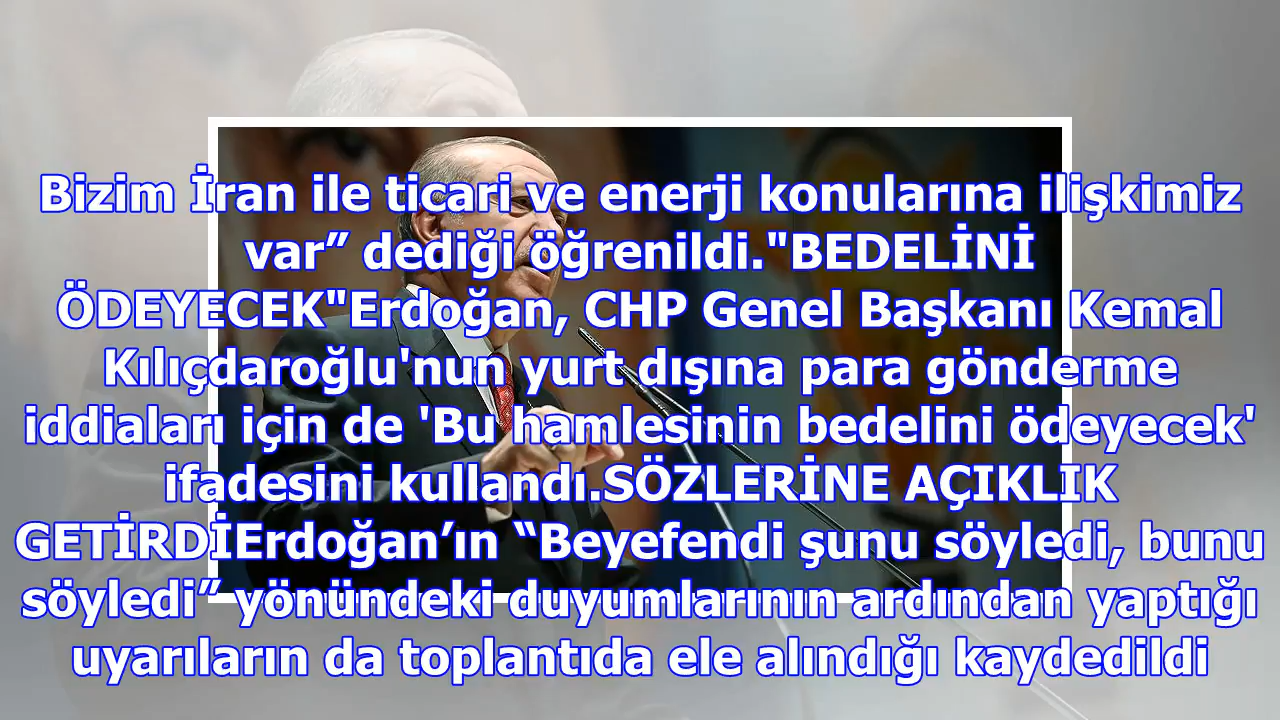 Bizim İran ile ticari ve enerji konularına ilişkimiz
var” dediği öğrenildi."BEDELİNİ
ÖDEYECEK"Erdoğan, CHP Genel Başkanı Kemal
Kılıçdaroğlu'nun yurt dışına para gönderme
iddiaları için de 'Bu hamlesinin bedelini ödeyecek'
ifadesini kullandı.SÖZLERİNE AÇIKLIK
GETİRDİErdoğan’ın “Beyefendi şunu söyledi, bunu
söyledi” yönündeki duyumlarının ardından yaptığı
uyarıların da toplantıda ele alındığı kaydedildi